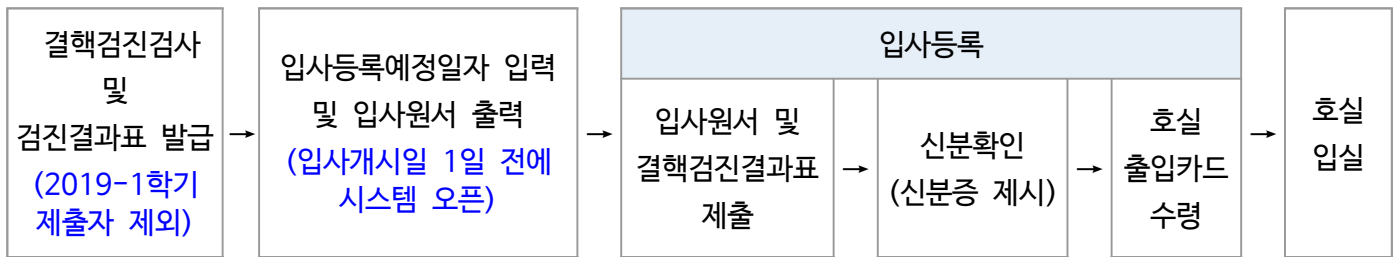 결핵검진검사
및
검진결과표 발급
(2019-1학기
제출자 제외)
→
입사등록예정일자 입력
및 입사원서 출력
(입사개시일 1일 전에
시스템 오픈)
→
입사등록
입사원서 및
결핵검진결과표
제출
→
신분확인
(신분증 제시)
→
호실
출입카드
수령
→
호실
입실